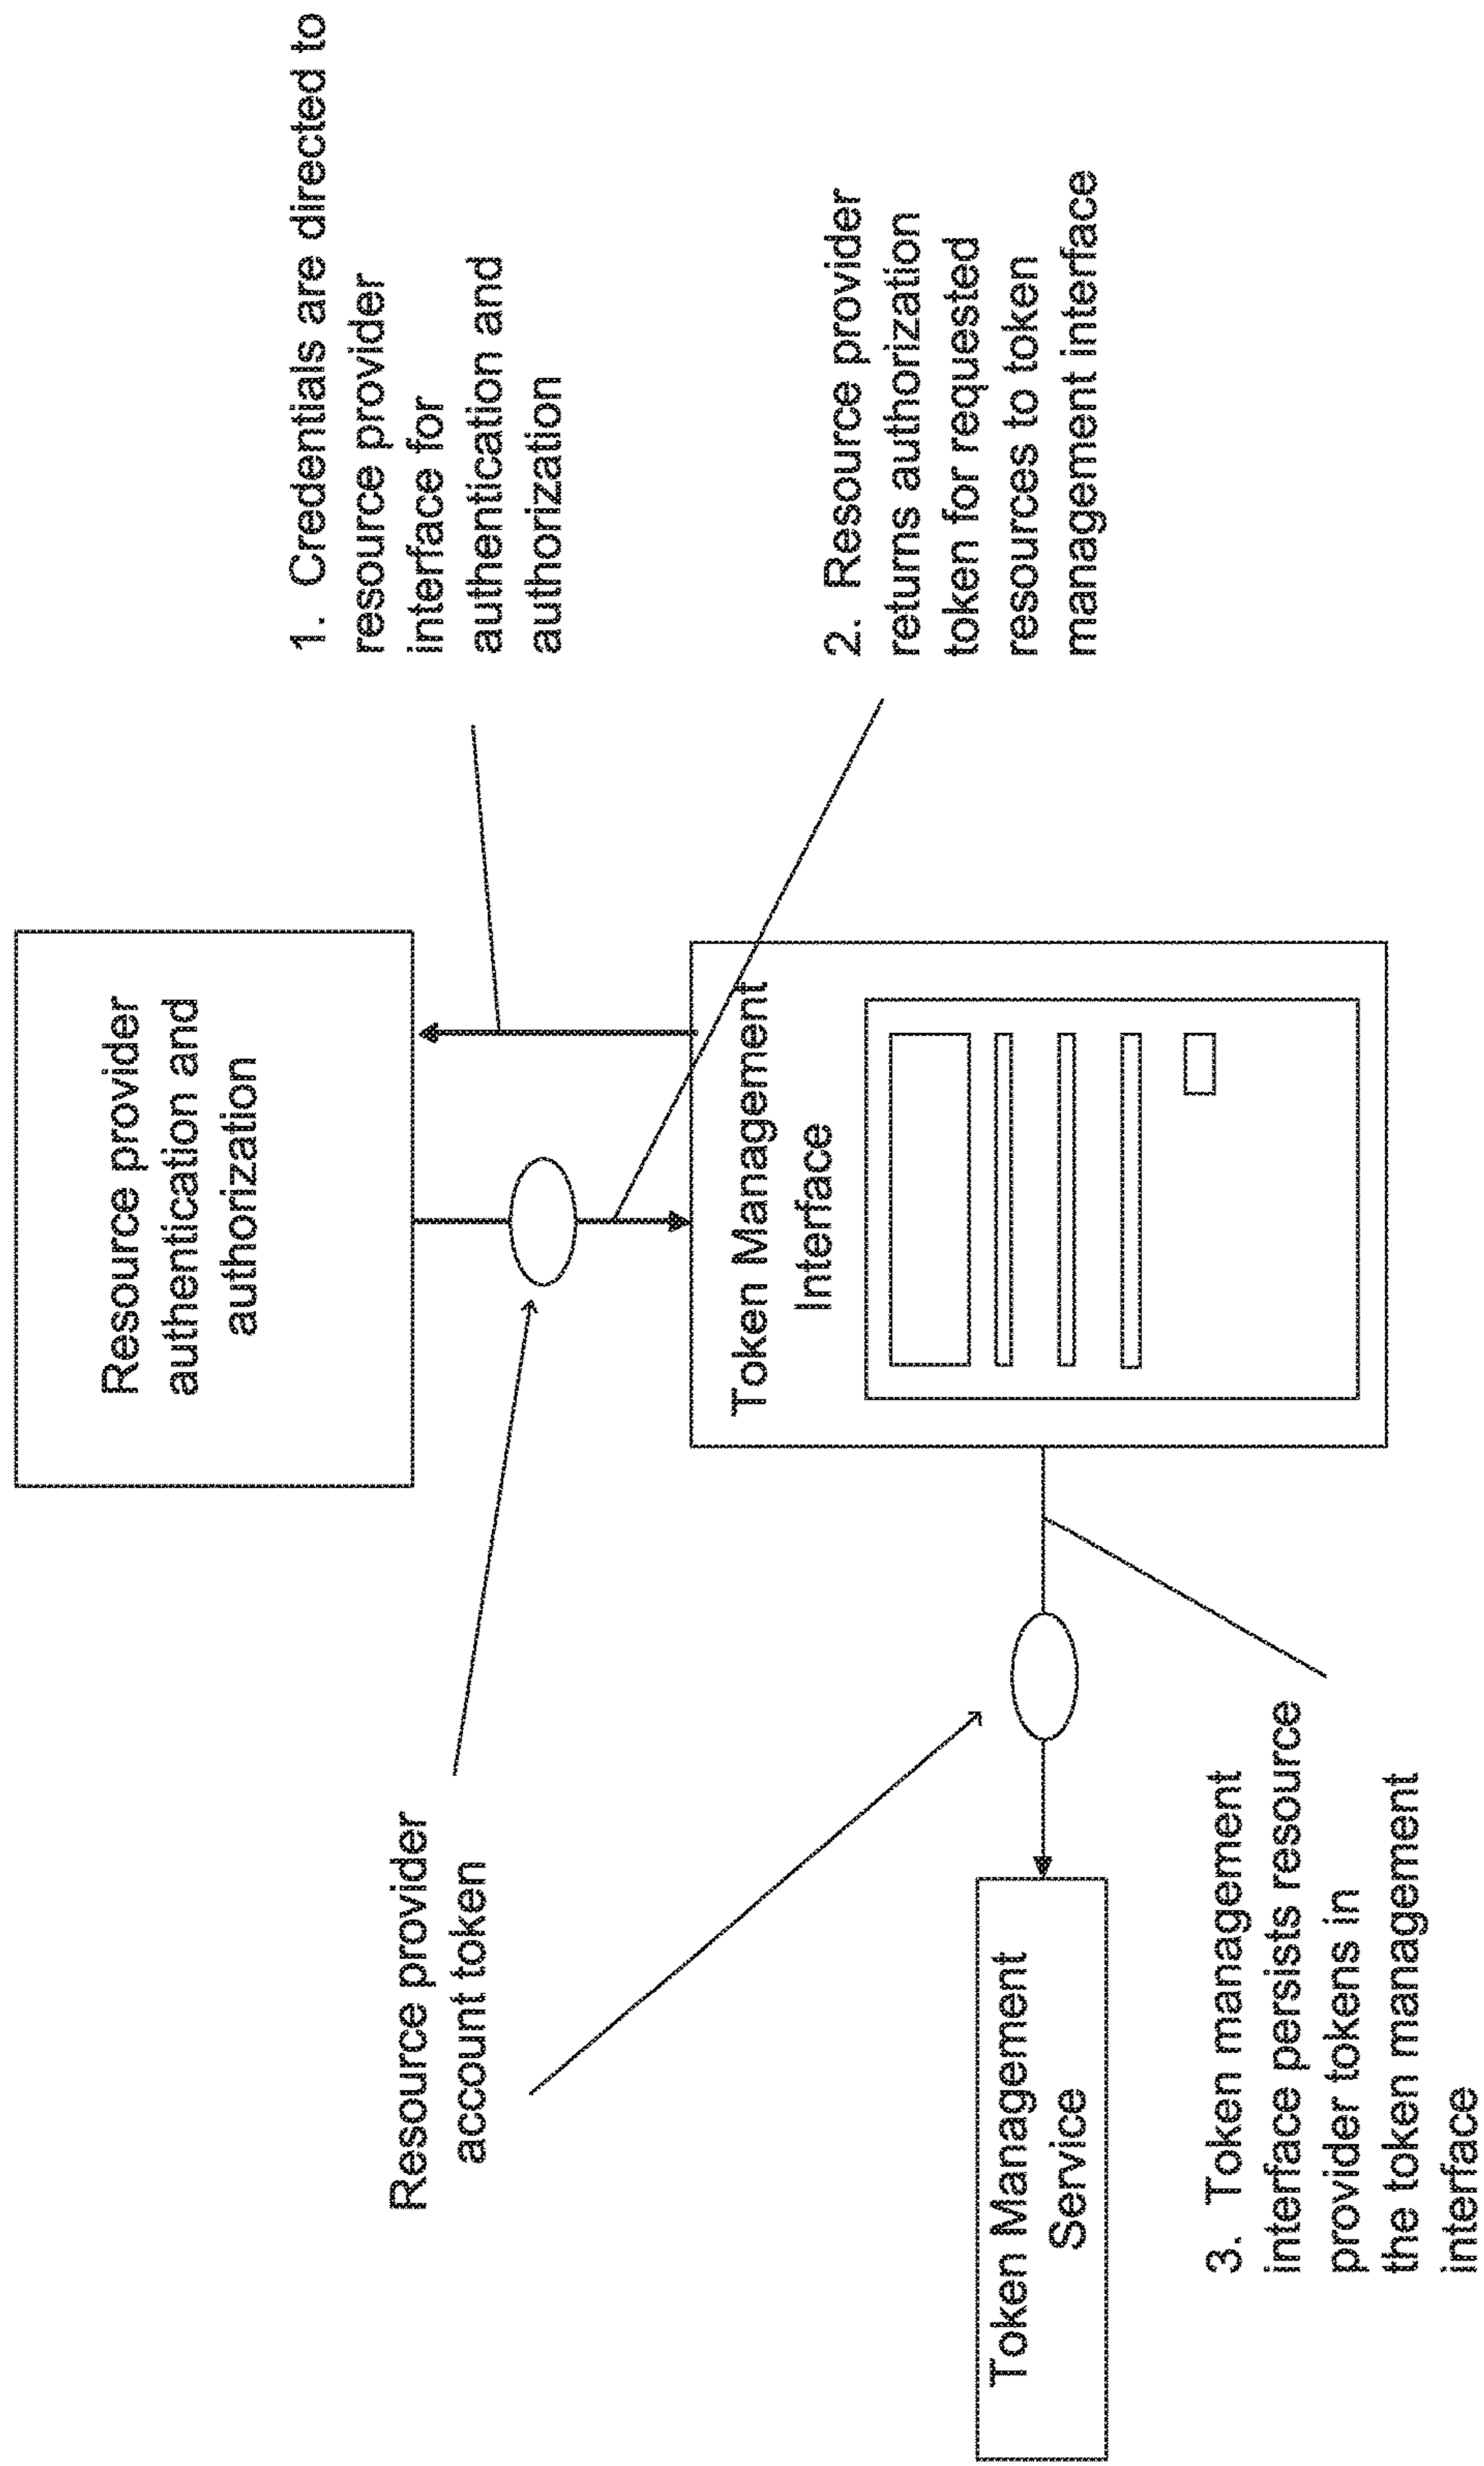 Resource provider
authentication and
authorization
1. Credentials are directed to
resource provider
interface for
authentication and
authorization
Resource provider
account token
Token Management
Interface
2. Resource provider
returns authorization
token for requested
resources to token
management interface
Token Management
Service
3. Token management
interface persists resource
provider tokens in
the token management
interface